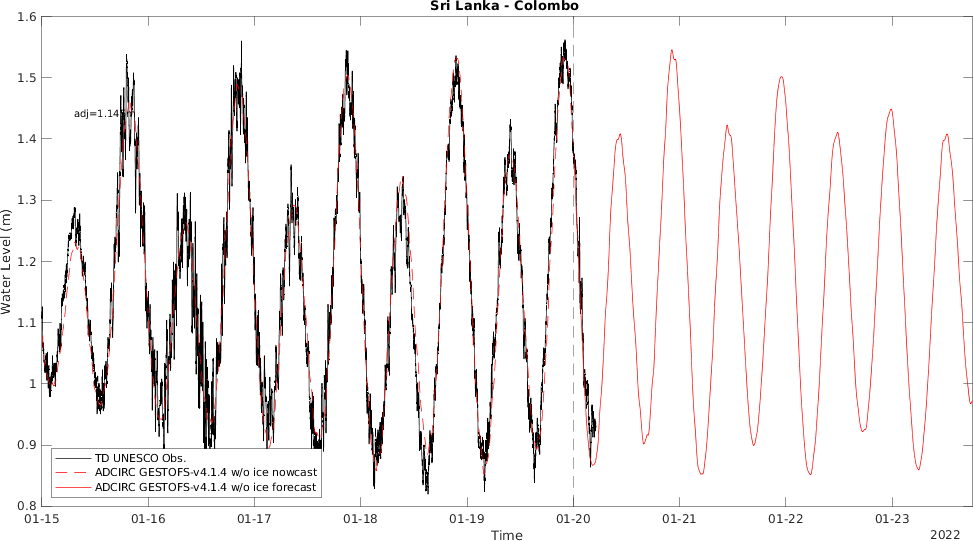 Sri Lanka - Colombo
1.6
1.5
1.4
1.3
1.2
1.1
1
0.9
0.8
Water Level (m)
adj=1.14
TD UNESCO Obs.
ADCIRC GESTOFS-v4.1.4 w/o ice nowcast
ADCIRC GESTOFS-v4.1.4 w/o ice forecast
01-15 01-16 01-17 01-18 01-19 01-20 01-21 01-22 01-23
Time
2022